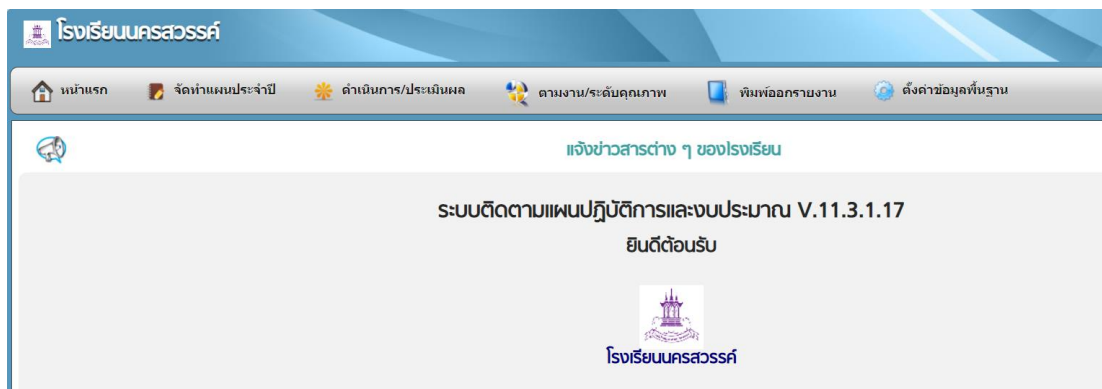 โรงเรียนนครสวรรค์
หน้าแรก จัดทำแผนประจำปี ดำเนินการ/ประเมินผล ตามงาน/ระดับคุณภาพ พิมพ์ออกรายงาน ตั้งค่าข้อมูลพื้นฐาน
แจ้งข่าวสารต่าง ๆ ของโรงเรียน
ระบบติดตามแผนปฏิบัติการและงบประมาณ V.11.3.1.17
ยินดีต้อนรับ
โรงเรียนนครสวรรค์